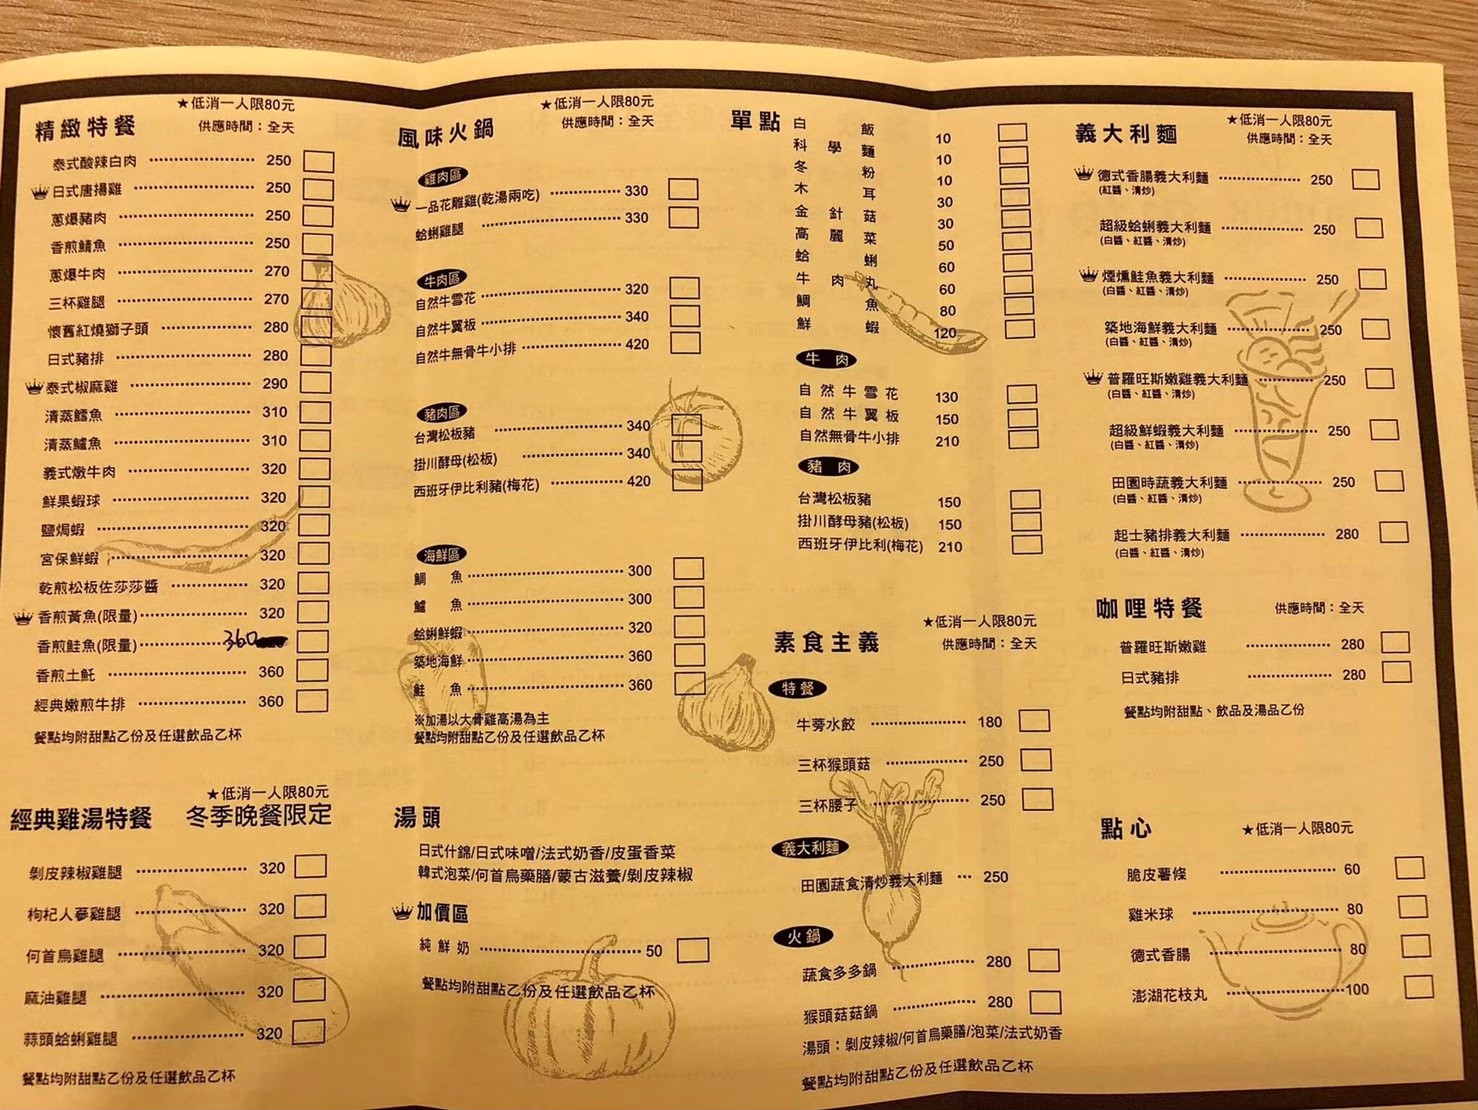 精緻特餐
★低消一人限80元
供應時間：全天
泰式酸辣白肉 250
日式唐揚雞 250
蔥爆豬肉 250
香煎鯖魚 250
蔥爆牛肉 270
三杯雞腿 270
懷舊紅燒獅子頭 280
日式豬排 280
泰式椒麻雞 290
清蒸鱈魚 310
清蒸鱸魚 310
義式燉牛肉 320
鮮果蝦球 320
鹽焗蝦 320
宮保鮮蝦 320
乾煎松板佐莎莎醬 320
香煎黃魚(限量) 320
香煎鮭魚(限量) 360
香煎土魠 360
經典嫩煎牛排 360
餐點均附甜點乙份及任選飲品乙杯
★低消一人限80元
經典雞湯特餐 冬季晚餐限定
剝皮辣椒雞腿 320
枸杞人蔘雞腿 320
何首烏雞腿 320
麻油雞腿 320
蒜頭蛤蜊雞腿 320
餐點均附甜點乙份及任選飲品乙杯
風味火鍋
★低消一人限80元
供應時間：全天
雞肉區
一品花雕雞(乾湯兩吃) 330
蛤蜊雞腿 330
牛肉區
自然牛雪花 320
自然牛翼板 340
自然牛無骨牛小排 420
豬肉區
台灣松板豬 340
掛川酵母(松板) 340
西班牙伊比利豬(梅花) 420
海鮮區
鯛魚 300
鱸魚 300
蛤蜊鮮蝦 320
築地海鮮 360
鮭魚 360
※加湯以大骨雞高湯為主
餐點均附甜點乙份及任選飲品乙杯
湯頭
日式什錦/日式味噌/法式奶香/皮蛋香菜
韓式泡菜/何首烏藥膳/蒙古滋養/剝皮辣椒
加價區
純鮮奶 50
餐點均附甜點乙份及任選飲品乙杯
單點
白飯 10
科學麵 10
冬粉 10
木耳 30
金針菇 30
高麗菜 50
蛤蜊 60
牛肉丸 60
鯛魚 80
鮮蝦 120
牛肉
自然牛雪花 130
自然牛翼板 150
自然無骨牛小排 210
豬肉
台灣松板豬 150
掛川酵母豬(松板) 150
西班牙伊比利(梅花) 210
素食主義
★低消一人限80元
供應時間：全天
特餐
牛蒡水餃 180
三杯猴頭菇 250
三杯腰子 250
義大利麵
田園蔬食清炒義大利麵 250
火鍋
蔬食多多鍋 280
猴頭菇菇鍋 280
湯頭：剝皮辣椒/何首烏藥膳/泡菜/法式奶香
餐點均附甜點乙份及任選飲品乙杯
義大利麵
★低消一人限80元
供應時間：全天
德式香腸義大利麵 250
(紅醬、清炒)
超級蛤蜊義大利麵 250
(白醬、紅醬、清炒)
煙燻鮭魚義大利麵 250
(白醬、紅醬、清炒)
築地海鮮義大利麵 250
(白醬、紅醬、清炒)
普羅旺斯嫩雞義大利麵 250
(白醬、紅醬、清炒)
超級鮮蝦義大利麵 250
(白醬、紅醬、清炒)
田園時蔬義大利麵 250
(白醬、紅醬、清炒)
起士豬排義大利麵 280
(白醬、紅醬、清炒)
咖哩特餐
供應時間：全天
普羅旺斯嫩雞 280
日式豬排 280
餐點均附甜點、飲品及湯品乙份
點心
★低消一人限80元
脆皮薯條 60
雞米球 80
德式香腸 80
澎湖花枝丸 100